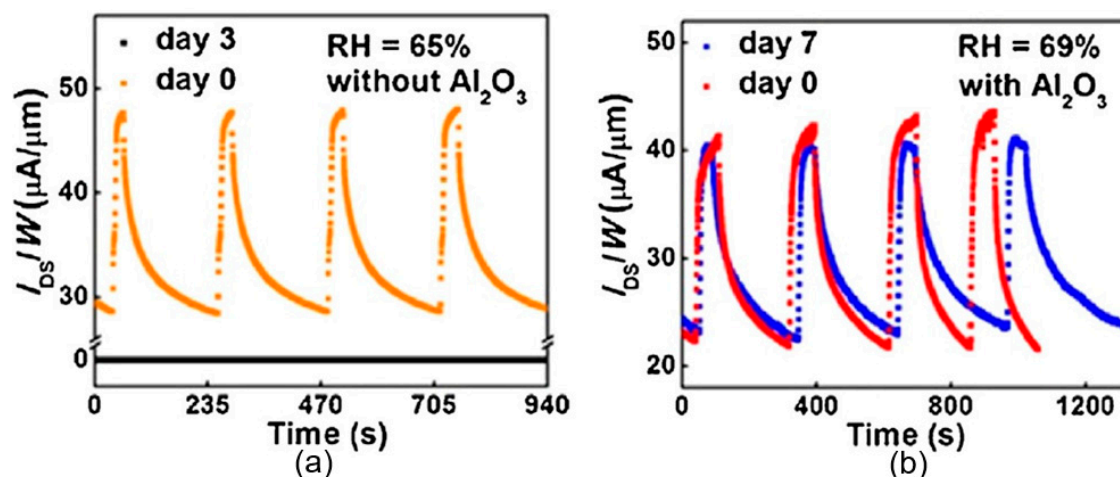 day 3
day 0
RH = 65%
without Al₂O₃
50
40
30
0
I_DS/W (μA/μm)
0 235 470 705 940
Time (s)
(a)
day 7
day 0
RH = 69%
with Al₂O₃
50
40
30
20
I_DS/W (μA/μm)
0 400 800 1200
Time (s)
(b)